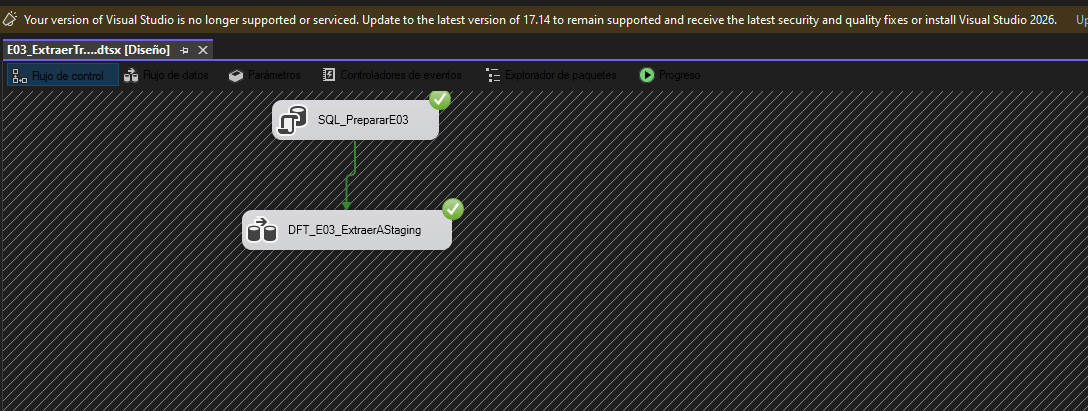 Your version of Visual Studio is no longer supported or serviced. Update to the latest version of 17.14 to remain supported and receive the latest security and quality fixes or install Visual Studio 2026.
E03_ExtraerTr....dtsx [Diseño]
Flujo de control Flujo de datos Parámetros Controladores de eventos Explorador de paquetes Progreso
SQL_PrepararE03
DFT_E03_ExtraerAStaging